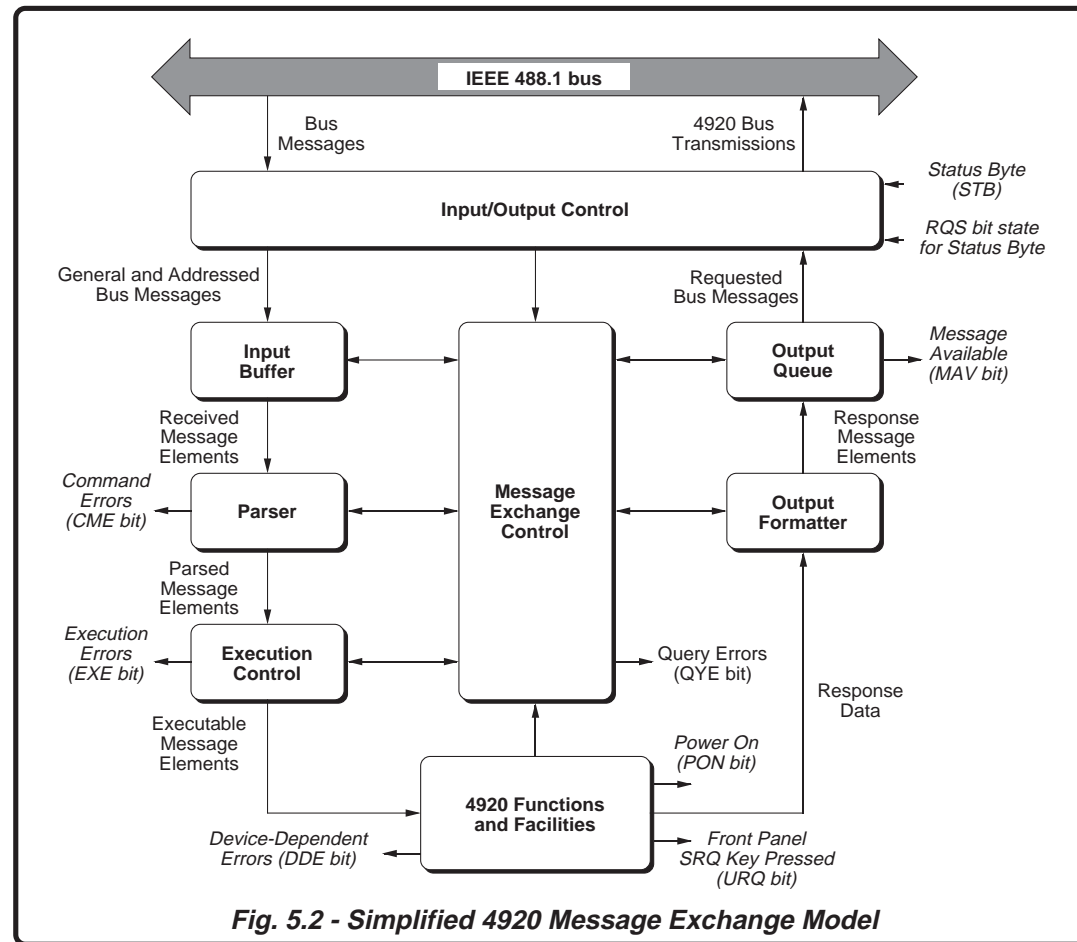 IEEE 488.1 bus
Bus
Messages
4920 Bus
Transmissions
Status Byte
(STB)
Input/Output Control
RQS bit state
for Status Byte
General and Addressed
Bus Messages
Requested
Bus Messages
Input
Buffer
Output
Queue
Message
Available
(MAV bit)
Received
Message
Elements
Response
Message
Elements
Command
Errors
(CME bit)
Parser
Message
Exchange
Control
Output
Formatter
Parsed
Message
Elements
Execution
Errors
(EXE bit)
Execution
Control
Query Errors
(QYE bit)
Response
Data
Executable
Message
Elements
Power On
(PON bit)
4920 Functions
and Facilities
Device-Dependent
Errors (DDE bit)
Front Panel
SRQ Key Pressed
(URQ bit)
Fig. 5.2 - Simplified 4920 Message Exchange Model